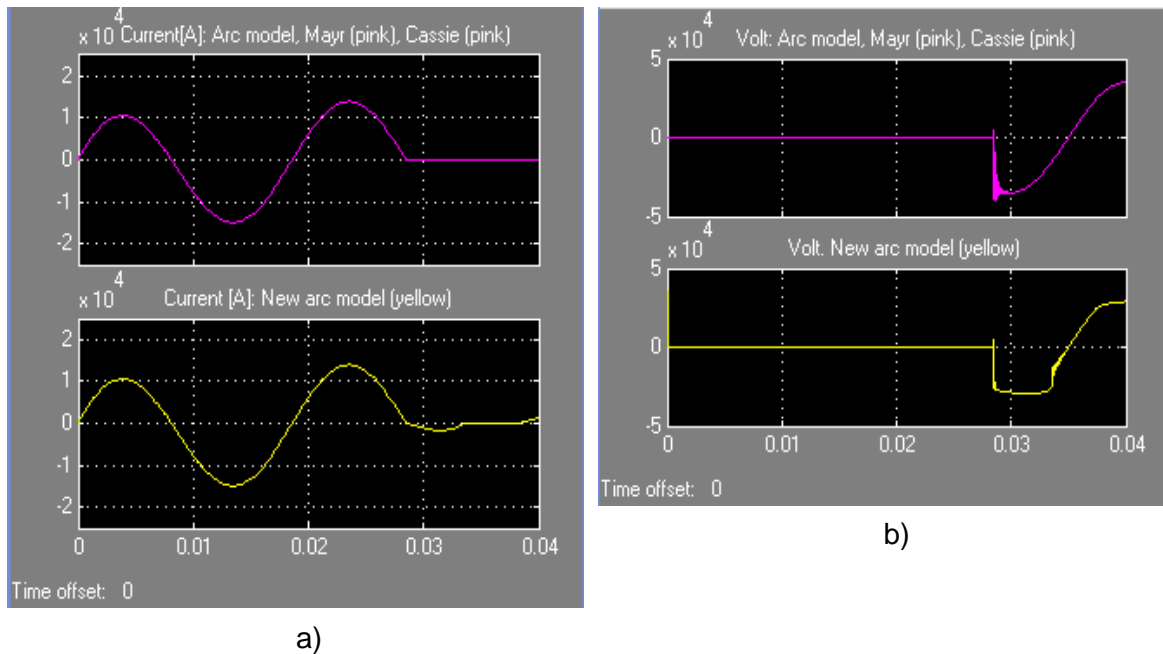 x 10 4 Current[A]: Arc model, Mayr (pink), Cassie (pink)
2
1
0
-1
-2
x 10 4 Current [A]: New arc model (yellow)
2
1
0
-1
-2
0 0.01 0.02 0.03 0.04
Time offset: 0
a)
x 10 4 Volt: Arc model, Mayr (pink), Cassie (pink)
5
0
-5
x 10 4 Volt. New arc model (yellow)
5
0
-5
0 0.01 0.02 0.03 0.04
Time offset: 0
b)